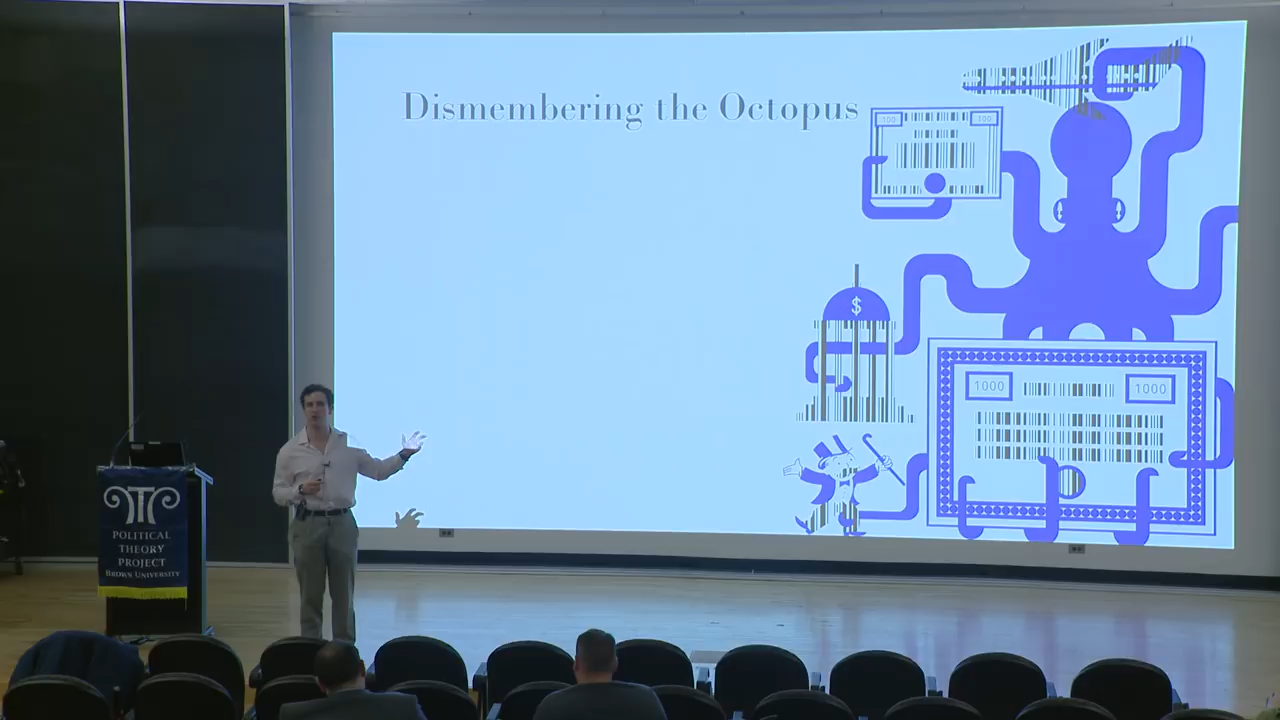 Dismembering the Octopus
100 100
$
1000 1000
POLITICAL
THEORY
PROJECT
BROWN UNIVERSITY